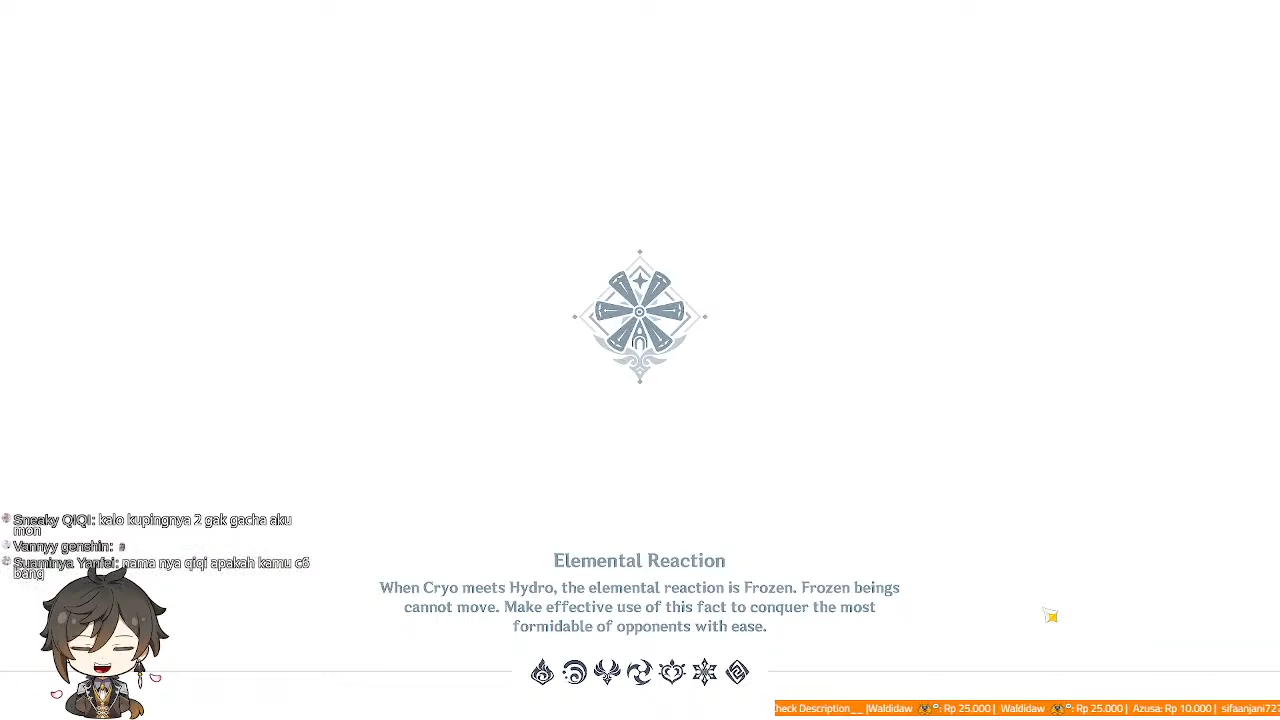 Sneaky QIQI: kalo kupingnya 2 gak gacha aku
mon
Vannyy genshin:
Suaminya Yanfei: nama nya qiqi apakah kamu c6
bang
Elemental Reaction
When Cryo meets Hydro, the elemental reaction is Frozen. Frozen beings
cannot move. Make effective use of this fact to conquer the most
formidable of opponents with ease.
heck Description__ |Waldidaw : Rp 25.000 | Waldidaw : Rp 25.000 | Azusa: Rp 10.000 | sifaanjani727